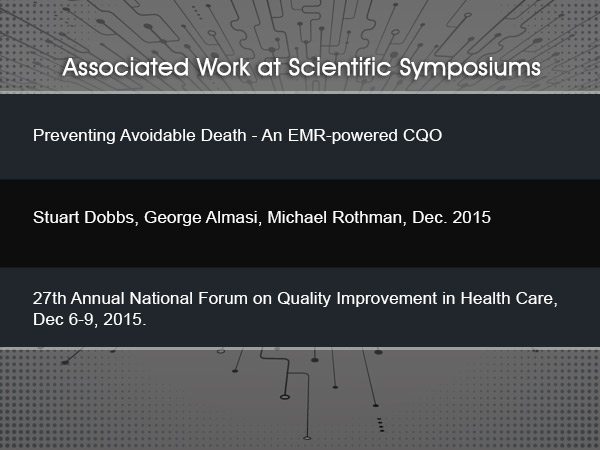 Associated Work at Scientific Symposiums
Preventing Avoidable Death - An EMR-powered CQO
Stuart Dobbs, George Almasi, Michael Rothman, Dec. 2015
27th Annual National Forum on Quality Improvement in Health Care,
Dec 6-9, 2015.